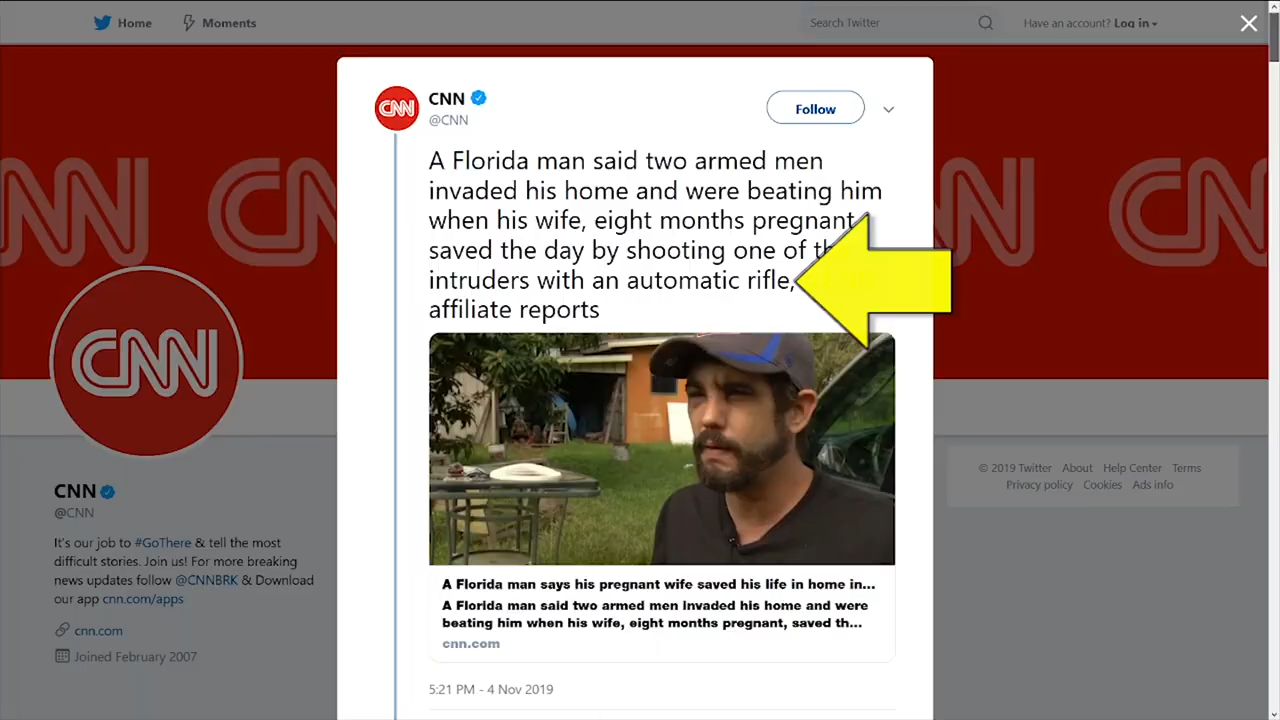 Home
Moments
Search Twitter
Have an account? Log in
CNN
@CNN
Follow
A Florida man said two armed men
invaded his home and were beating him
when his wife, eight months pregnant
saved the day by shooting one of
intruders with an automatic rifle,
affiliate reports
A Florida man says his pregnant wife saved his life in home in...
A Florida man said two armed men invaded his home and were
beating him when his wife, eight months pregnant, saved th...
cnn.com
5:21 PM - 4 Nov 2019
CNN
CNN
CNN
CNN
CNN
CNN
CNN
@CNN
It's our job to #GoThere & tell the most
difficult stories. Join us! For more breaking
news updates follow @CNNBRK & Download
our app cnn.com/apps
cnn.com
Joined February 2007
© 2019 Twitter About Help Center Terms
Privacy policy Cookies Ads info